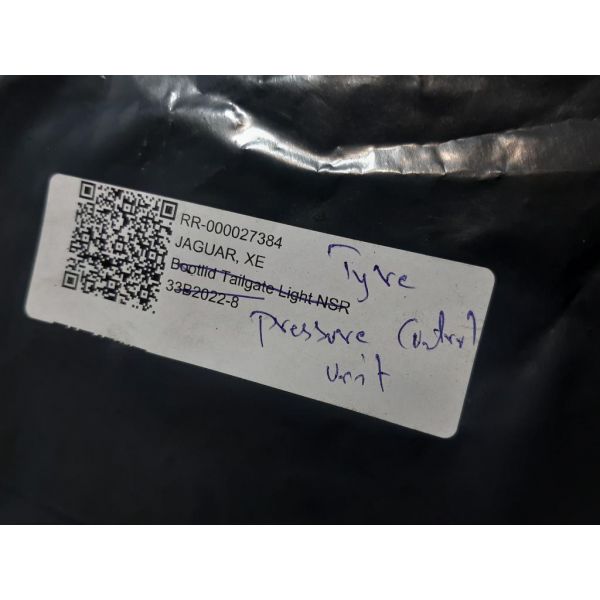 RR-000027384
JAGUAR, XE
Bootlid Tailgate Light NSR
33B2022-8
Tyre
pressure Control
unit